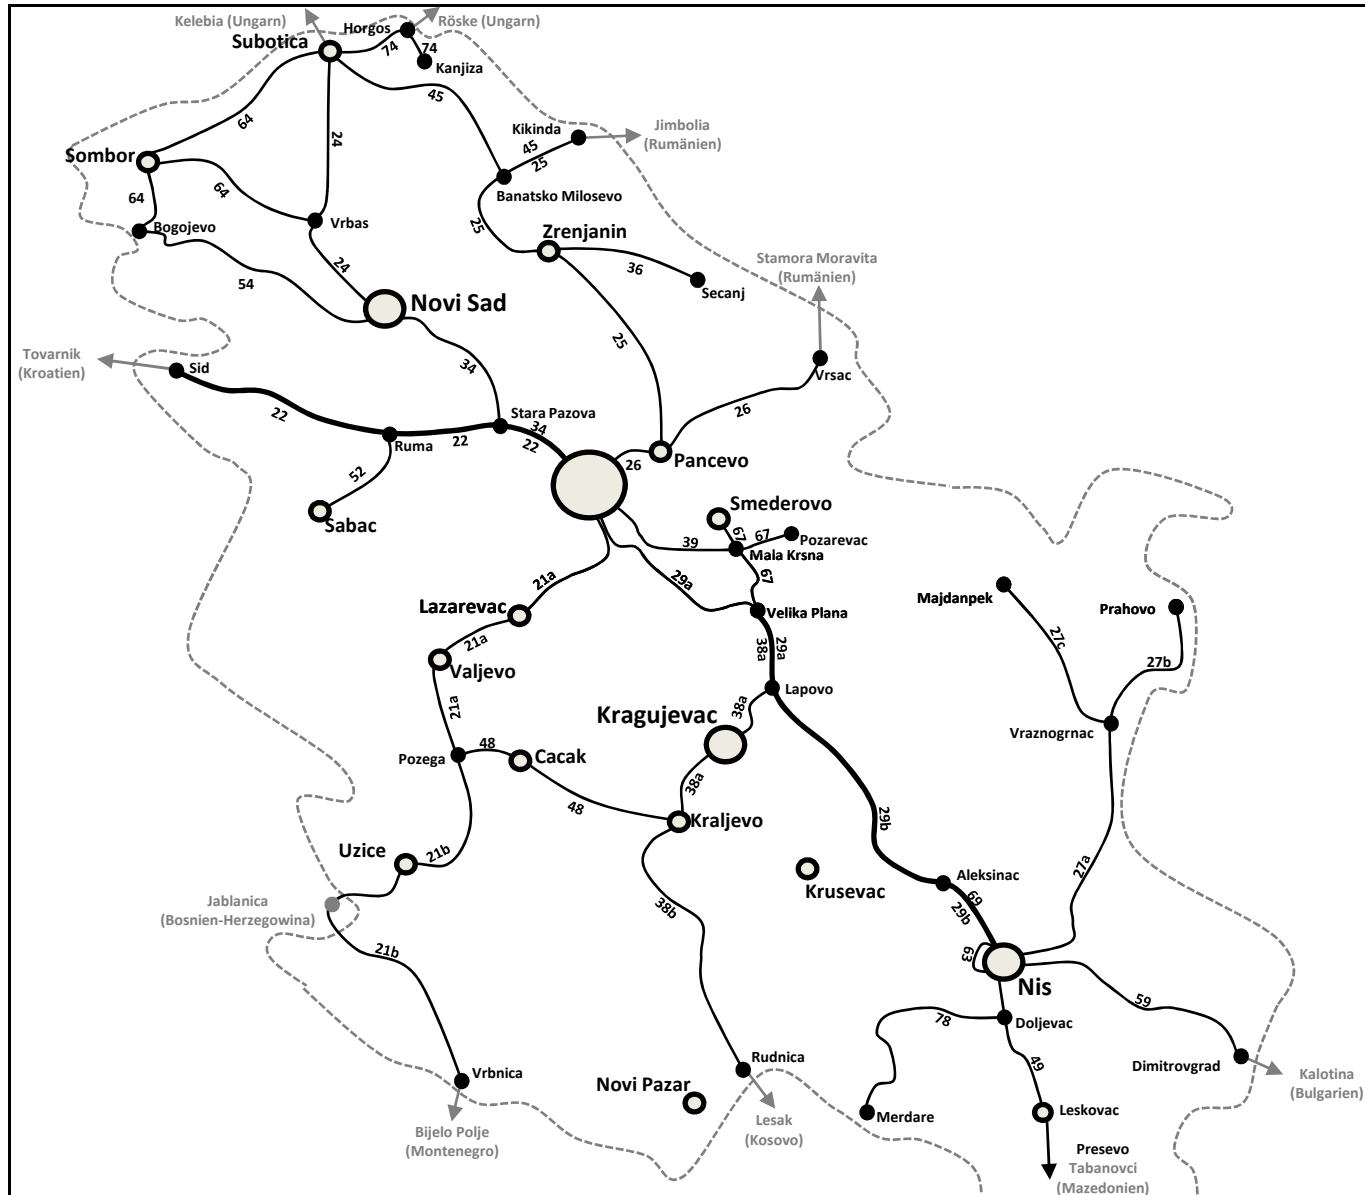 Kelebia (Ungarn)
Horgos
Röske (Ungarn)
Subotica
74
74
Kanjiza
45
64
24
Kikinda
Jimbolia
(Rumänien)
45
25
Sombor
Banatsko Milosevo
64
64
Bogojevo
Vrbas
25
Zrenjanin
24
36
Stamora Moravita
(Rumänien)
54
Secanj
Novi Sad
25
Tovarnik
(Kroatien)
Sid
34
Vrsac
22
26
Stara Pazova
34
22
22
Ruma
26
Pancevo
52
Sabac
Smederovo
67
67
Pozarevac
39
Mala Krsna
67
21a
29a
Majdanpek
Prahovo
Lazarevac
Velika Plana
21a
38a
29a
27c
27b
Valjevo
Lapovo
21a
38a
Kragujevac
Vraznogrnac
48
Pozega
Cacak
38a
48
Kraljevo
29b
21b
Uzice
27a
Aleksinac
Krusevac
69
29b
Jablanica
(Bosnien-Herzegowina)
38b
21b
63
Nis
59
78
Doljevac
49
Rudnica
Dimitrovgrad
Vrbnica
Novi Pazar
Kalotina
(Bulgarien)
Merdare
Leskovac
Lesak
(Kosovo)
Bijelo Polje
(Montenegro)
Presevo
Tabanovci
(Mazedonien)